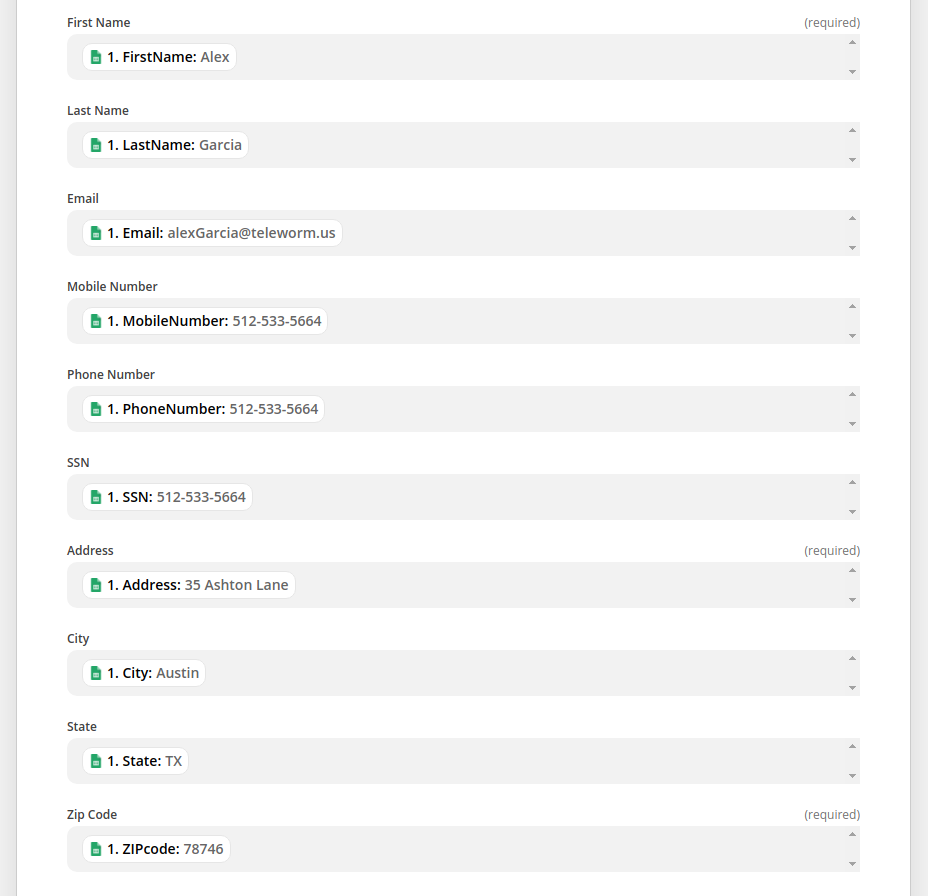 First Name (required)
1. FirstName: Alex
Last Name
1. LastName: Garcia
Email
1. Email: alexGarcia@teleworm.us
Mobile Number
1. MobileNumber: 512-533-5664
Phone Number
1. PhoneNumber: 512-533-5664
SSN
1. SSN: 512-533-5664
Address (required)
1. Address: 35 Ashton Lane
City
1. City: Austin
State
1. State: TX
Zip Code (required)
1. ZIPcode: 78746